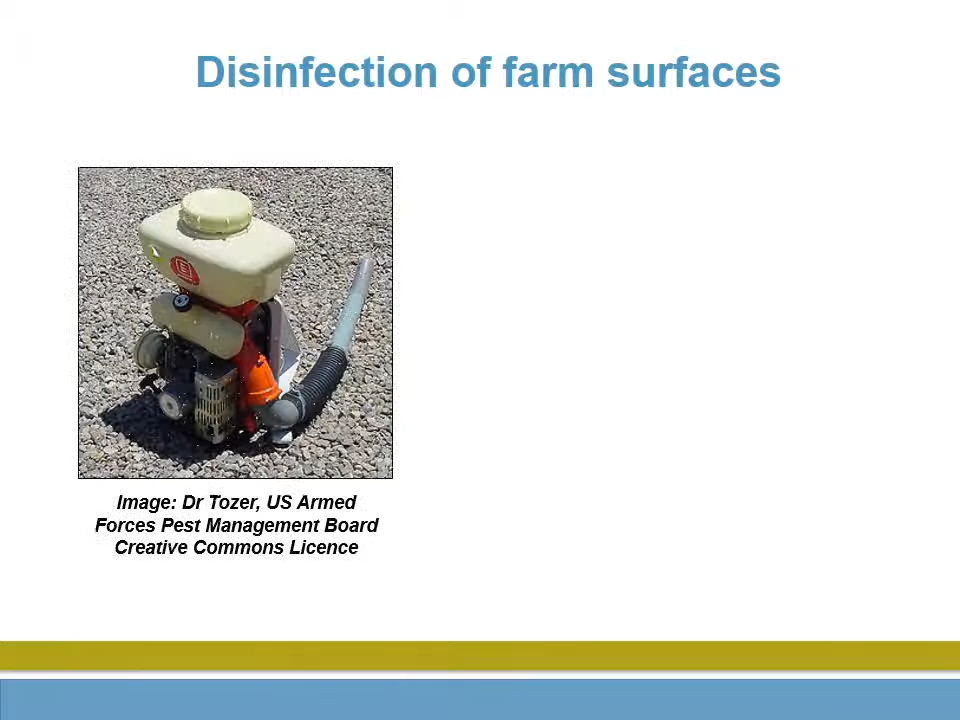 Disinfection of farm surfaces
Image: Dr Tozer, US Armed
Forces Pest Management Board
Creative Commons Licence